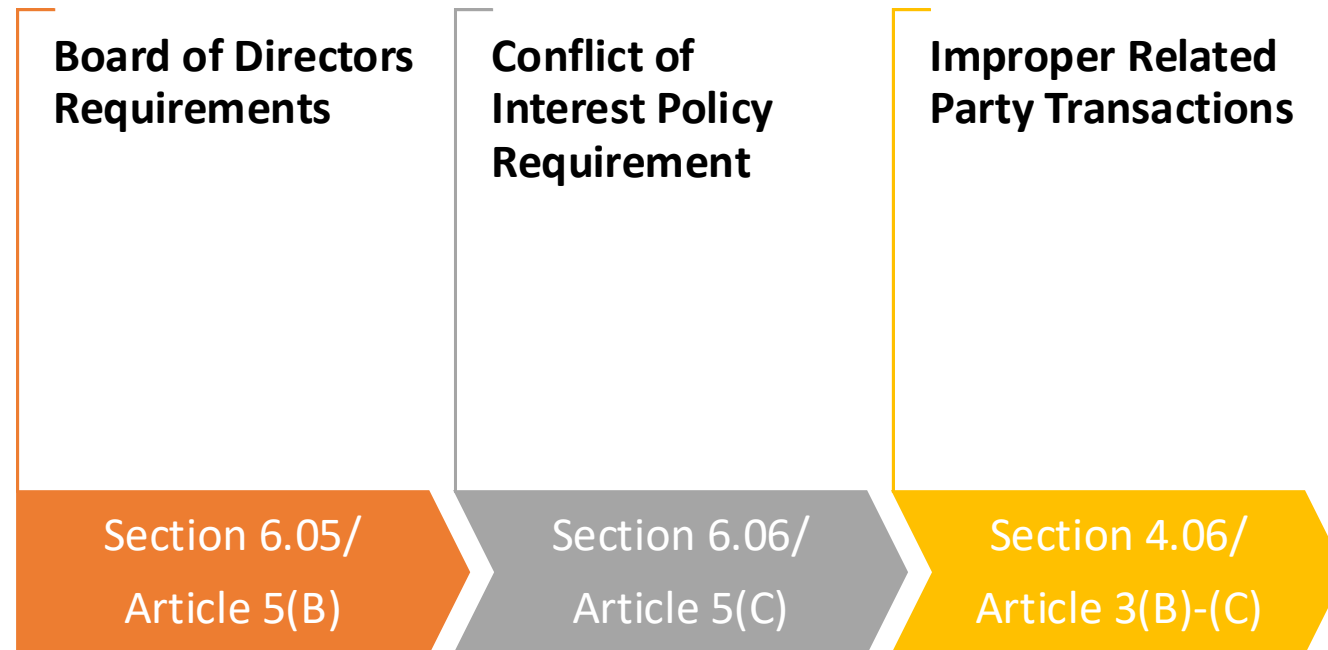 Board of Directors
Requirements
Conflict of
Interest Policy
Requirement
Improper Related
Party Transactions
Section 6.05/
Article 5(B)
Section 6.06/
Article 5(C)
Section 4.06/
Article 3(B)-(C)